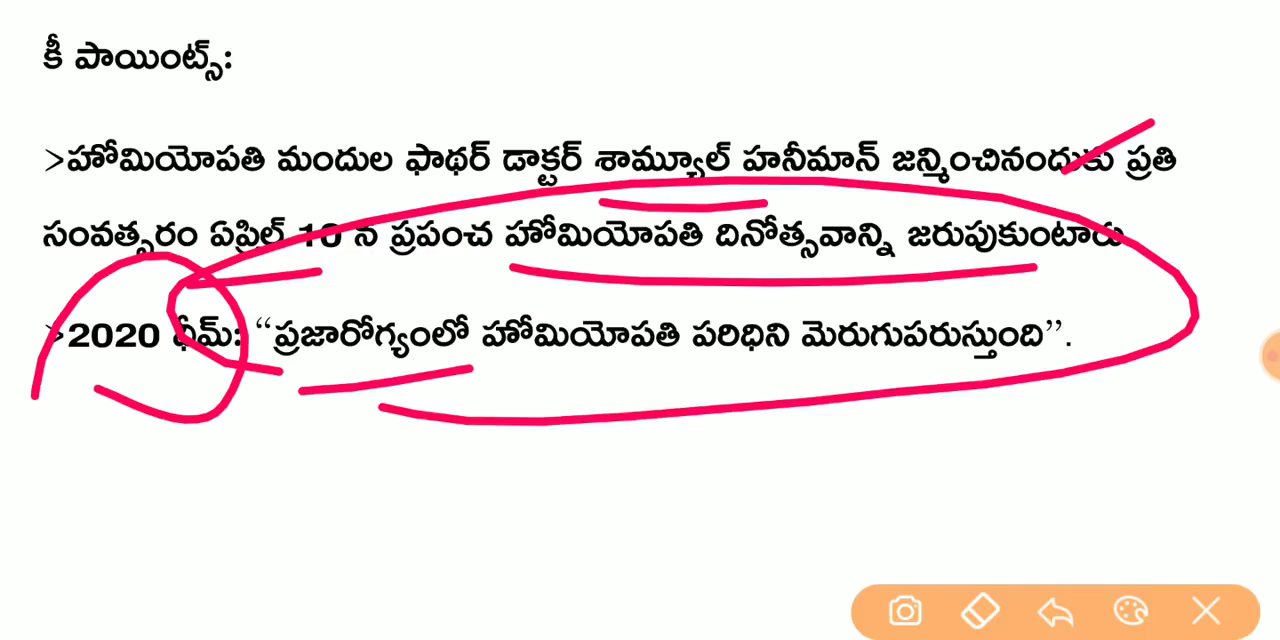 కీ పాయింట్స్:
>హోమియోపతి మందుల ఫాథర్ డాక్టర్ శామ్యూల్ హనీమాన్ జన్మించినందుకు ప్రతి
సంవత్సరం ఏప్రిల్ 10 న ప్రపంచ హోమియోపతి దినోత్సవాన్ని జరుపుకుంటారు
>2020 థీమ్: “ప్రజారోగ్యంలో హోమియోపతి పరిధిని మెరుగుపరుస్తుంది”.